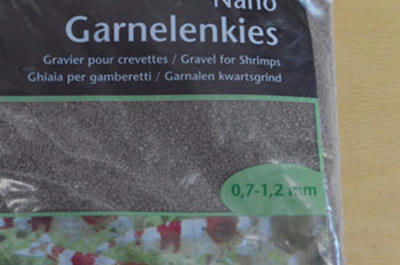 Nano
Garnelenkies
Gravier pour crevettes / Gravel for Shrimps
Ghiaia per gamberetti / Garnalen kwartsgrind
0,7-1,2 mm